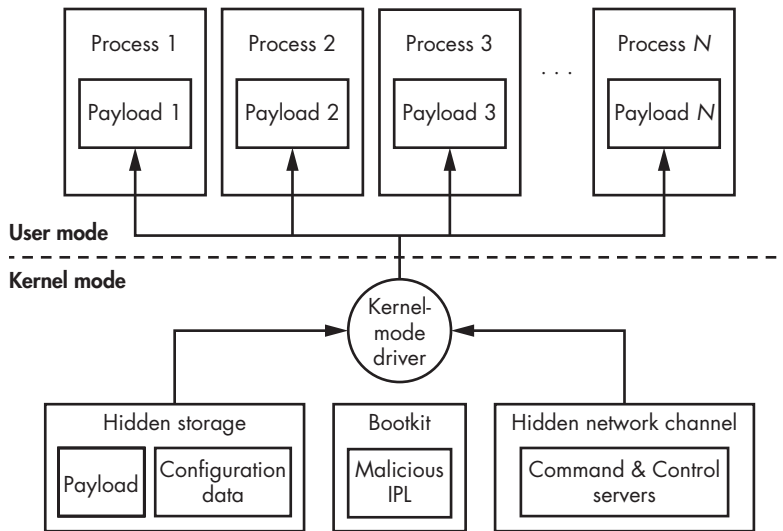 Process 1
Process 2
Process 3
Process N
. . .
Payload 1
Payload 2
Payload 3
Payload N
User mode
Kernel mode
Kernel-
mode
driver
Hidden storage
Bootkit
Hidden network channel
Payload
Configuration
data
Malicious
IPL
Command & Control
servers